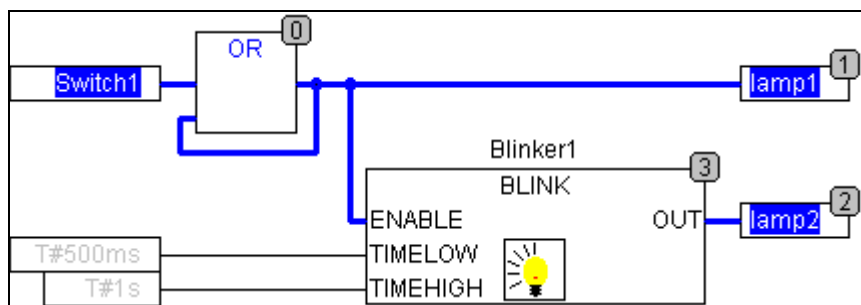 OR
0
Switch1
lamp1
1
Blinker1
BLINK
3
ENABLE
OUT
lamp2
2
T#500ms
TIMELOW
T#1s
TIMEHIGH